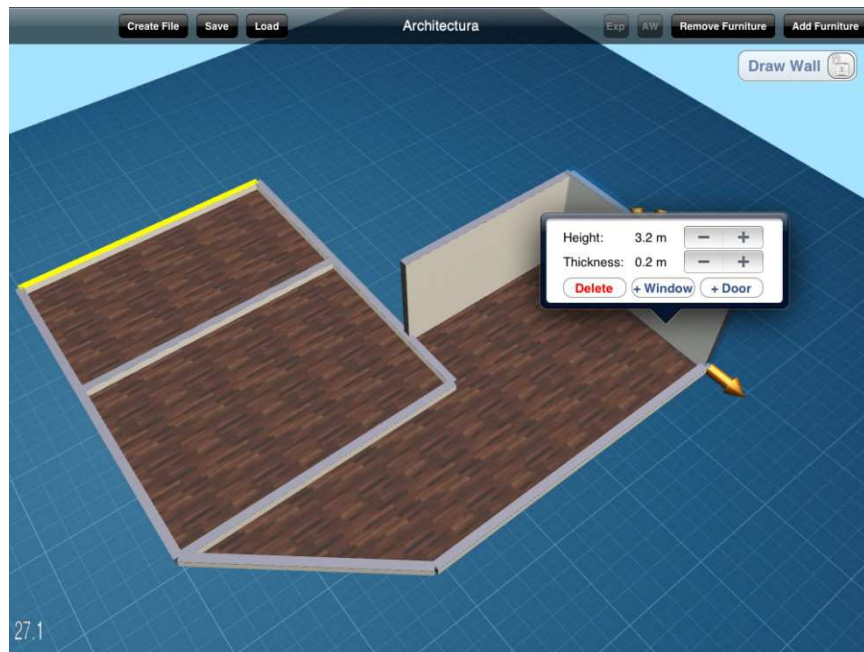 Create File Save Load Architectura Exp AW Remove Furniture Add Furniture
Draw Wall
Height: 3.2 m − +
Thickness: 0.2 m − +
Delete + Window + Door
27.1